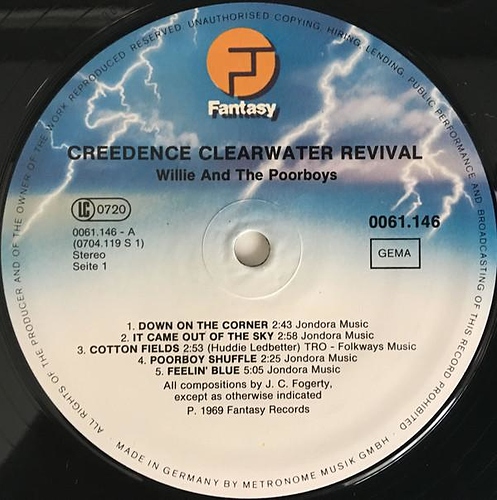 ALL RIGHTS OF THE PRODUCER AND OF THE OWNER OF THE WORK REPRODUCED RESERVED UNAUTHORISED COPYING, HIRING, LENDING, PUBLIC PERFORMANCE AND BROADCASTING OF THIS RECORD PROHIBITED
Fantasy
CREEDENCE CLEARWATER REVIVAL
Willie And The Poorboys
LC 0720
0061.146
0061.146 - A
(0704.119 S 1)
GEMA
Stereo
Seite 1
1. DOWN ON THE CORNER 2:43 Jondora Music
2. IT CAME OUT OF THE SKY 2:58 Jondora Music
3. COTTON FIELDS 2:53 (Huddie Ledbetter) TRO - Folkways Music
4. POORBOY SHUFFLE 2:25 Jondora Music
5. FEELIN' BLUE 5:05 Jondora Music
All compositions by J. C. Fogerty,
except as otherwise indicated
P. 1969 Fantasy Records
MADE IN GERMANY BY METRONOME MUSIK GMBH